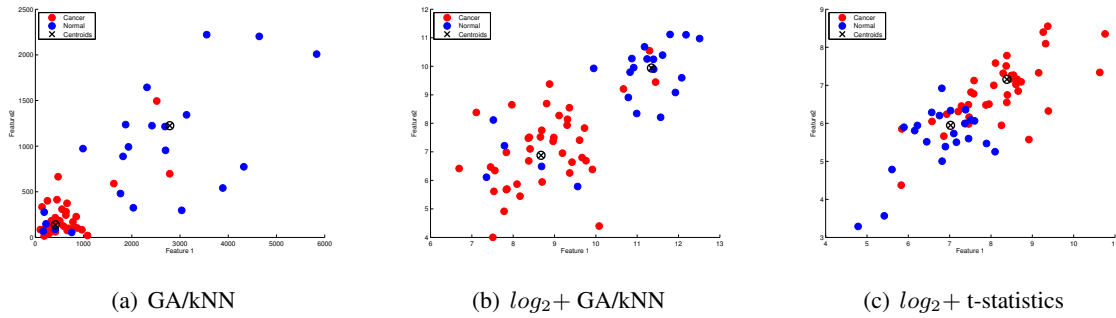 Cancer
Normal
Centroids
2500
2000
1500
1000
500
0
0 1000 2000 3000 4000 5000 6000
Feature 1
Feature2
(a) GA/kNN
Cancer
Normal
Centroids
12
11
10
9
8
7
6
5
4
6 7 8 9 10 11 12 13
Feature 1
Feature2
(b) log2+ GA/kNN
Cancer
Normal
Centroids
9
8
7
6
5
4
3
4 5 6 7 8 9 10 1
Feature 1
Feature2
(c) log2+ t-statistics